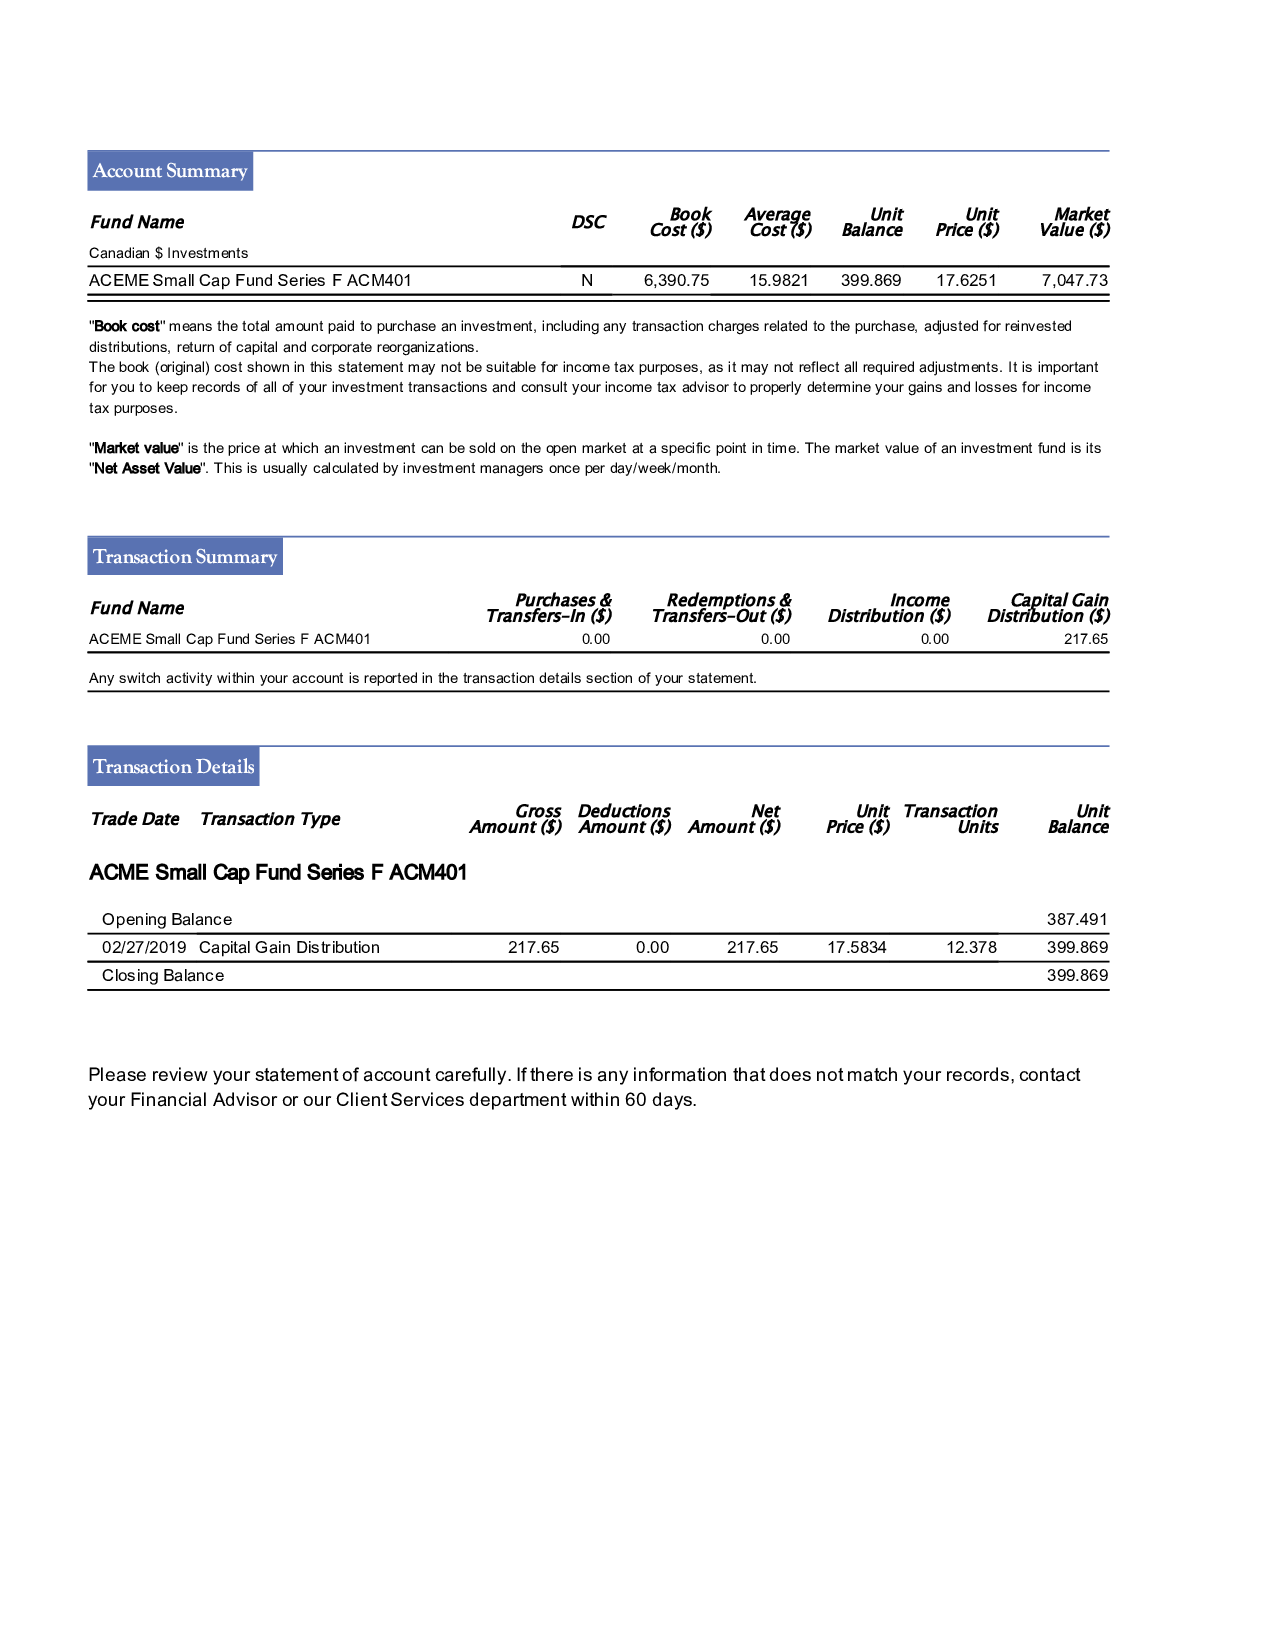 Account Summary
Fund Name DSC Book Cost ($) Average Cost ($) Unit Balance Unit Price ($) Market Value ($)
Canadian $ Investments
ACEME Small Cap Fund Series F ACM401 N 6,390.75 15.9821 399.869 17.6251 7,047.73
"Book cost" means the total amount paid to purchase an investment, including any transaction charges related to the purchase, adjusted for reinvested
distributions, return of capital and corporate reorganizations.
The book (original) cost shown in this statement may not be suitable for income tax purposes, as it may not reflect all required adjustments. It is important
for you to keep records of all of your investment transactions and consult your income tax advisor to properly determine your gains and losses for income
tax purposes.
"Market value" is the price at which an investment can be sold on the open market at a specific point in time. The market value of an investment fund is its
"Net Asset Value". This is usually calculated by investment managers once per day/week/month.
Transaction Summary
Fund Name Purchases & Transfers-In ($) Redemptions & Transfers-Out ($) Income Distribution ($) Capital Gain Distribution ($)
ACEME Small Cap Fund Series F ACM401 0.00 0.00 0.00 217.65
Any switch activity within your account is reported in the transaction details section of your statement.
Transaction Details
Trade Date Transaction Type Gross Amount ($) Deductions Amount ($) Net Amount ($) Unit Price ($) Transaction Units Unit Balance
ACME Small Cap Fund Series F ACM401
Opening Balance 387.491
02/27/2019 Capital Gain Distribution 217.65 0.00 217.65 17.5834 12.378 399.869
Closing Balance 399.869
Please review your statement of account carefully. If there is any information that does not match your records, contact
your Financial Advisor or our Client Services department within 60 days.